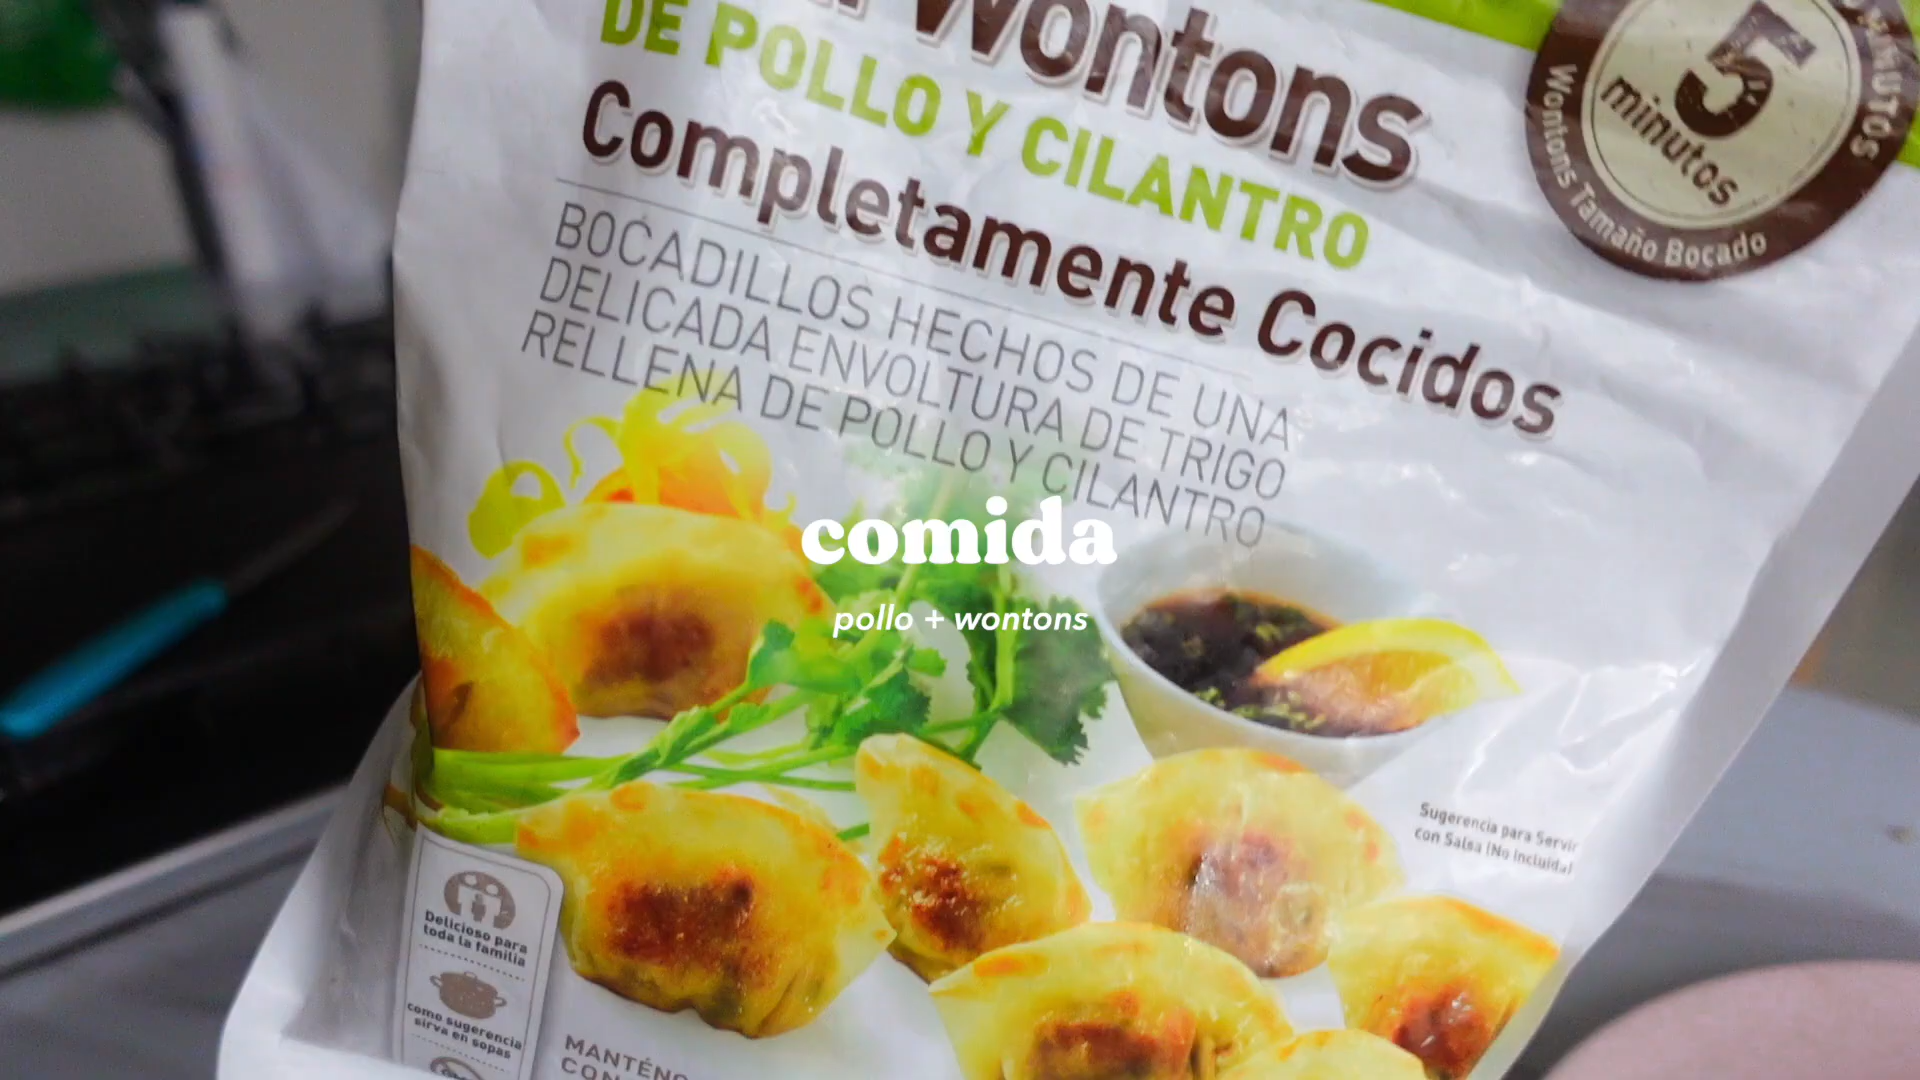 Wontons
DE POLLO Y CILANTRO
Completamente Cocidos
BOCADILLOS HECHOS DE UNA
DELICADA ENVOLTURA DE TRIGO
RELLENA DE POLLO Y CILANTRO
5
minutos
MINUTOS
Wontons Tamaño Bocado
comida
pollo + wontons
Sugerencia para Servir
con Salsa (No Incluida)
Delicioso para
toda la familia
como sugerencia
sirva en sopas